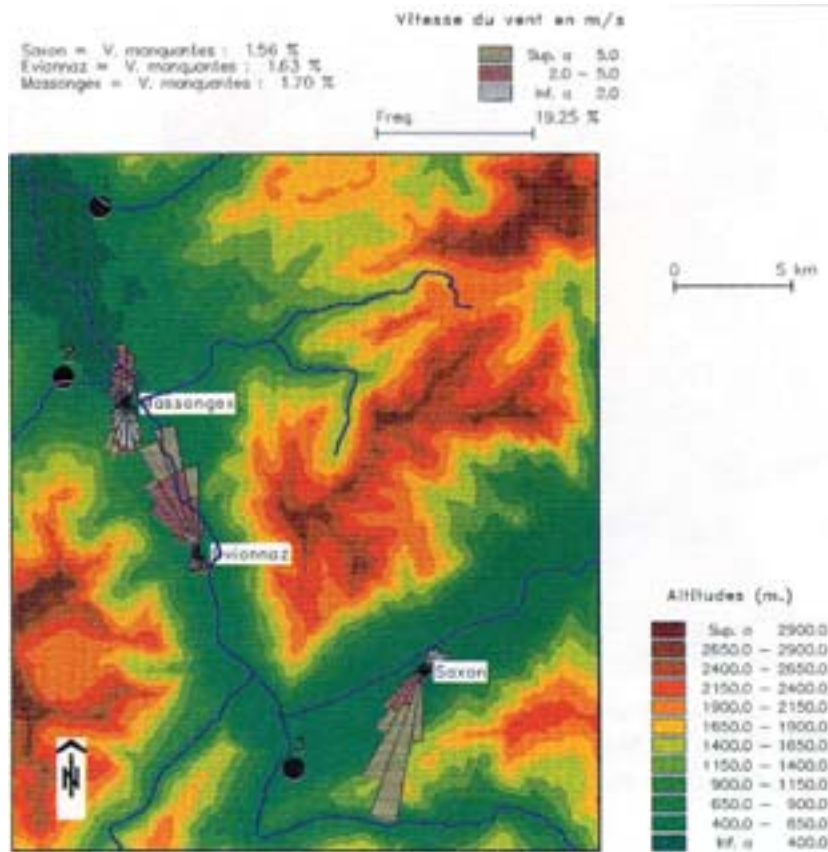 Vitesse du vent en m/s
Saxon = V. manquantes : 1.56 %
Evionnaz = V. manquantes : 1.63 %
Massongex = V. manquantes : 1.70 %
Sup. a 5.0
2.0 - 5.0
Inf. a 2.0
Freq. 19.25 %
0 5 km
1
2
Massongex
Evionnaz
Saxon
3
N
Altitudes (m.)
Sup. a 2900.0
2650.0 - 2900.0
2400.0 - 2650.0
2150.0 - 2400.0
1900.0 - 2150.0
1650.0 - 1900.0
1400.0 - 1650.0
1150.0 - 1400.0
900.0 - 1150.0
650.0 - 900.0
400.0 - 650.0
Inf. a 400.0